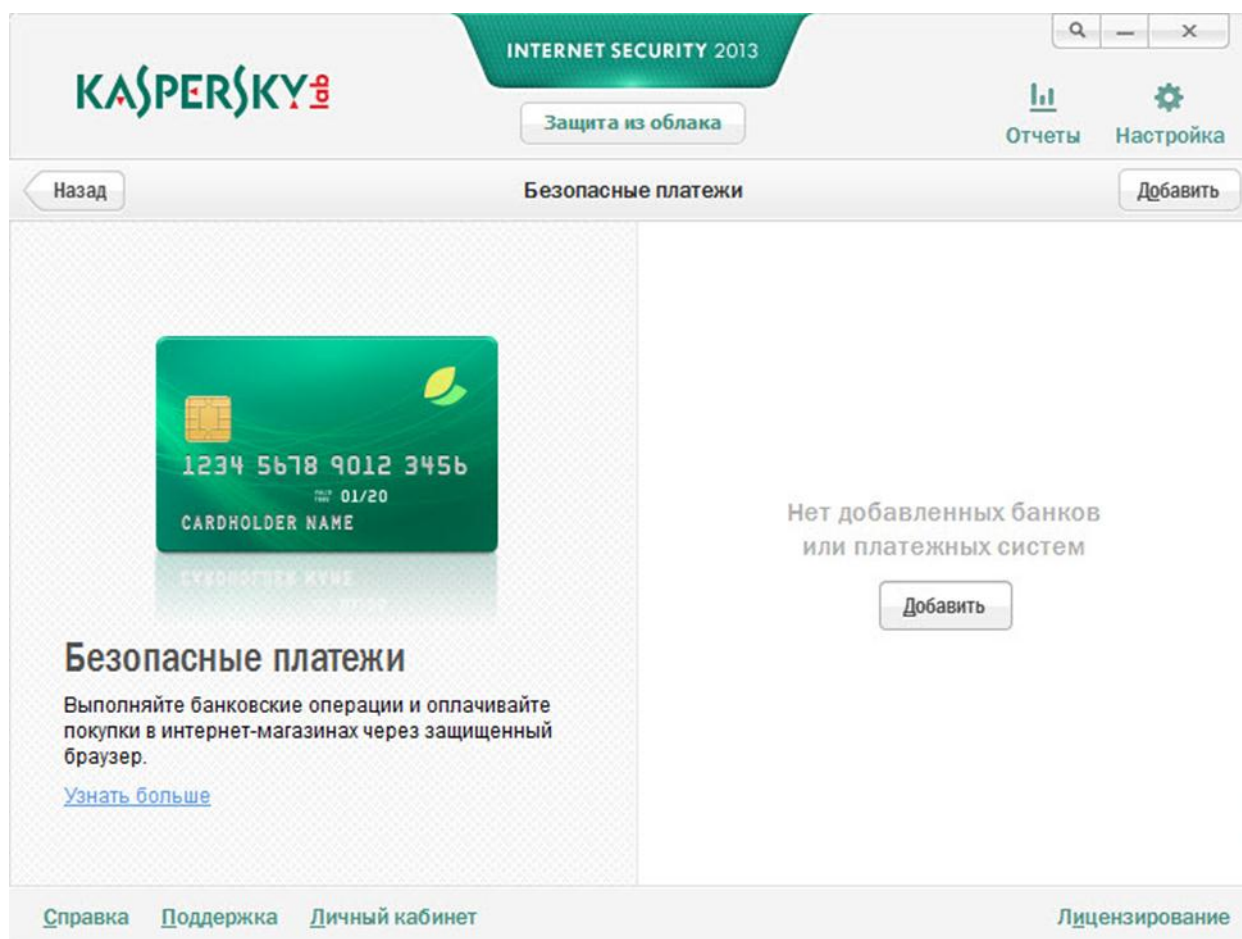 INTERNET SECURITY 2013
KASPERSKY lab
Защита из облака
Отчеты
Настройка
Назад
Безопасные платежи
Добавить
1234 5678 9012 3456
01/20
CARDHOLDER NAME
Нет добавленных банков
или платежных систем
Добавить
Безопасные платежи
Выполняйте банковские операции и оплачивайте
покупки в интернет-магазинах через защищенный
браузер.
Узнать больше
Справка
Поддержка
Личный кабинет
Лицензирование